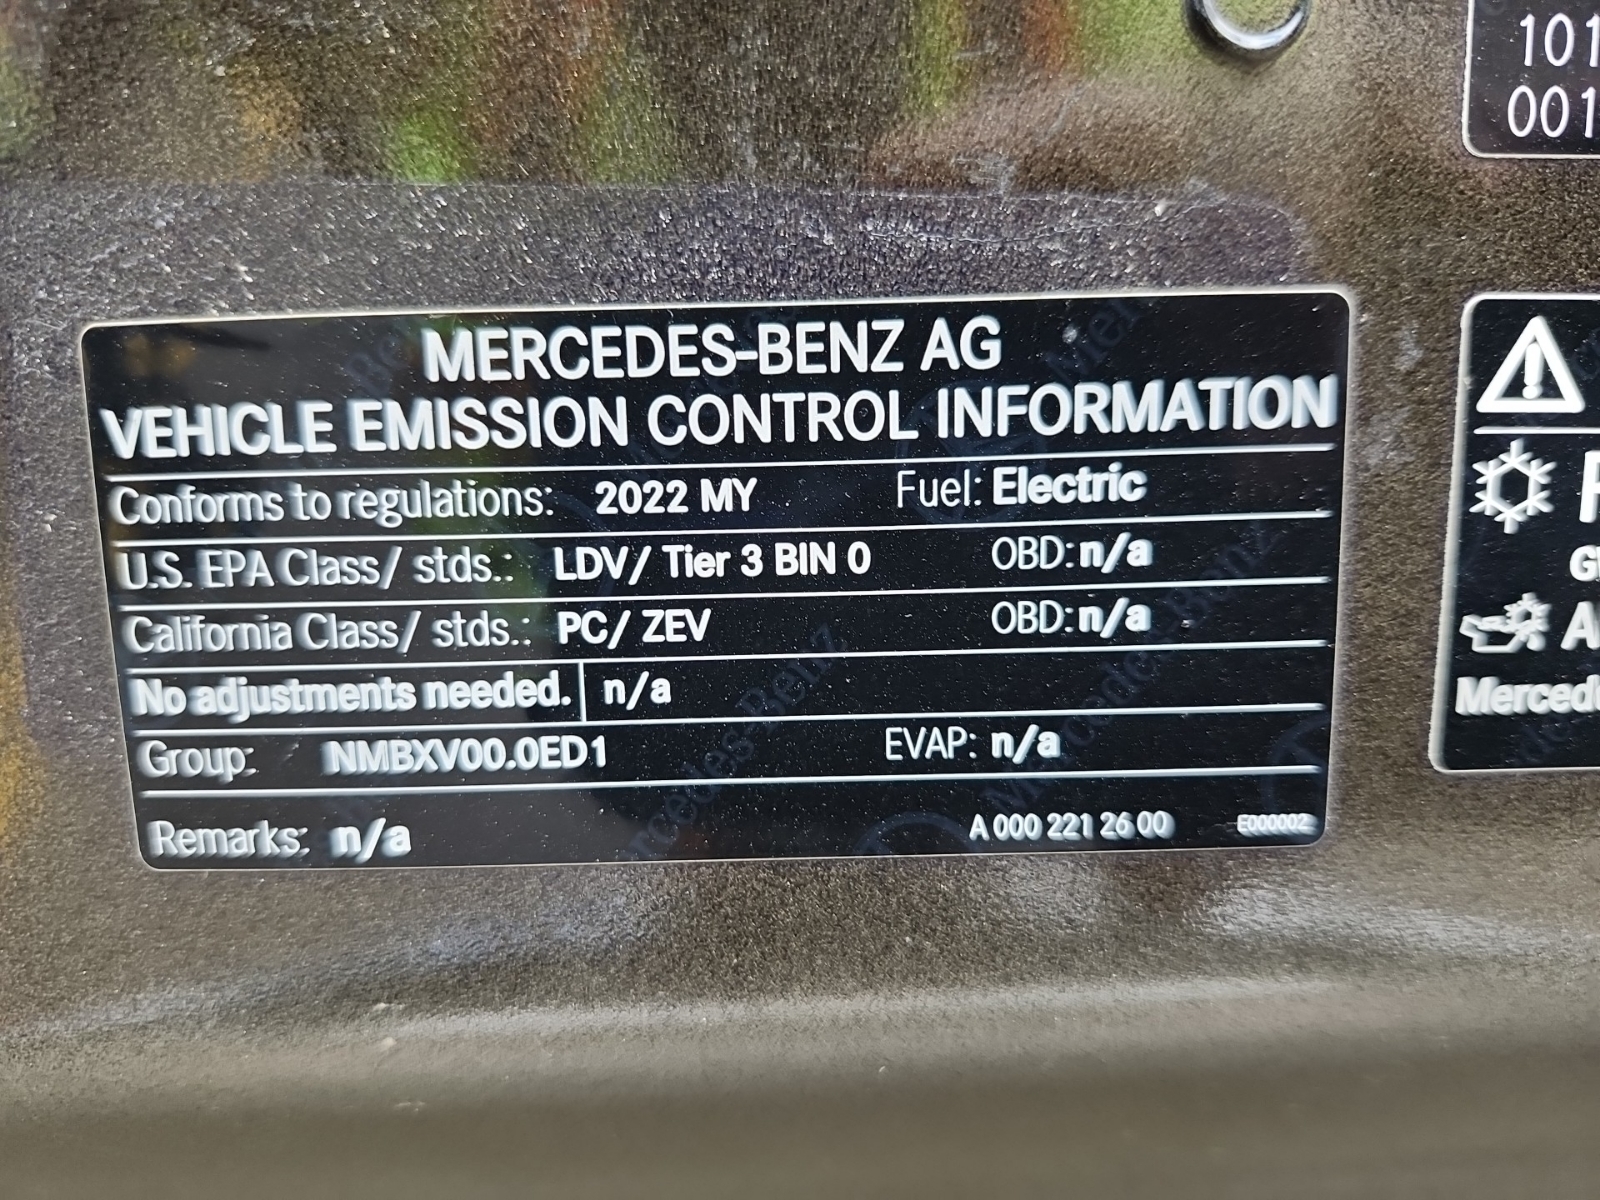 101
001
MERCEDES-BENZ AG
VEHICLE EMISSION CONTROL INFORMATION
Conforms to regulations: 2022 MY Fuel: Electric
U.S. EPA Class/ stds.: LDV/ Tier 3 BIN 0 OBD: n/a
California Class/ stds.: PC/ ZEV OBD: n/a
No adjustments needed. n/a
Group: NMBXV00.0ED1 EVAP: n/a
Remarks: n/a A 000 221 26 00 E000002